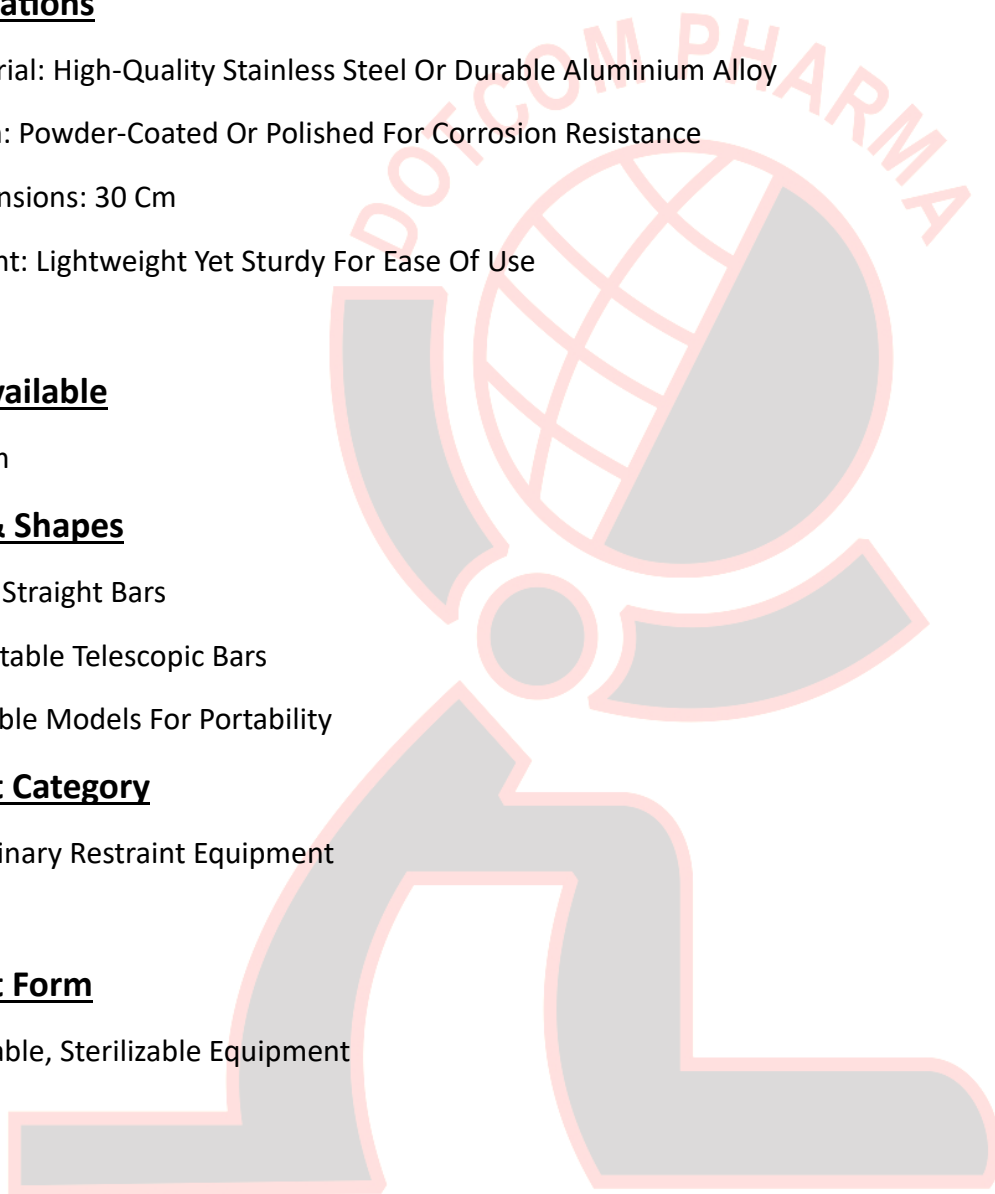 ations
rial: High-Quality Stainless Steel Or Durable Aluminium Alloy
: Powder-Coated Or Polished For Corrosion Resistance
nsions: 30 Cm
nt: Lightweight Yet Sturdy For Ease Of Use
vailable
m
& Shapes
Straight Bars
table Telescopic Bars
ble Models For Portability
t Category
inary Restraint Equipment
t Form
able, Sterilizable Equipment
DOTCOM PHARMA